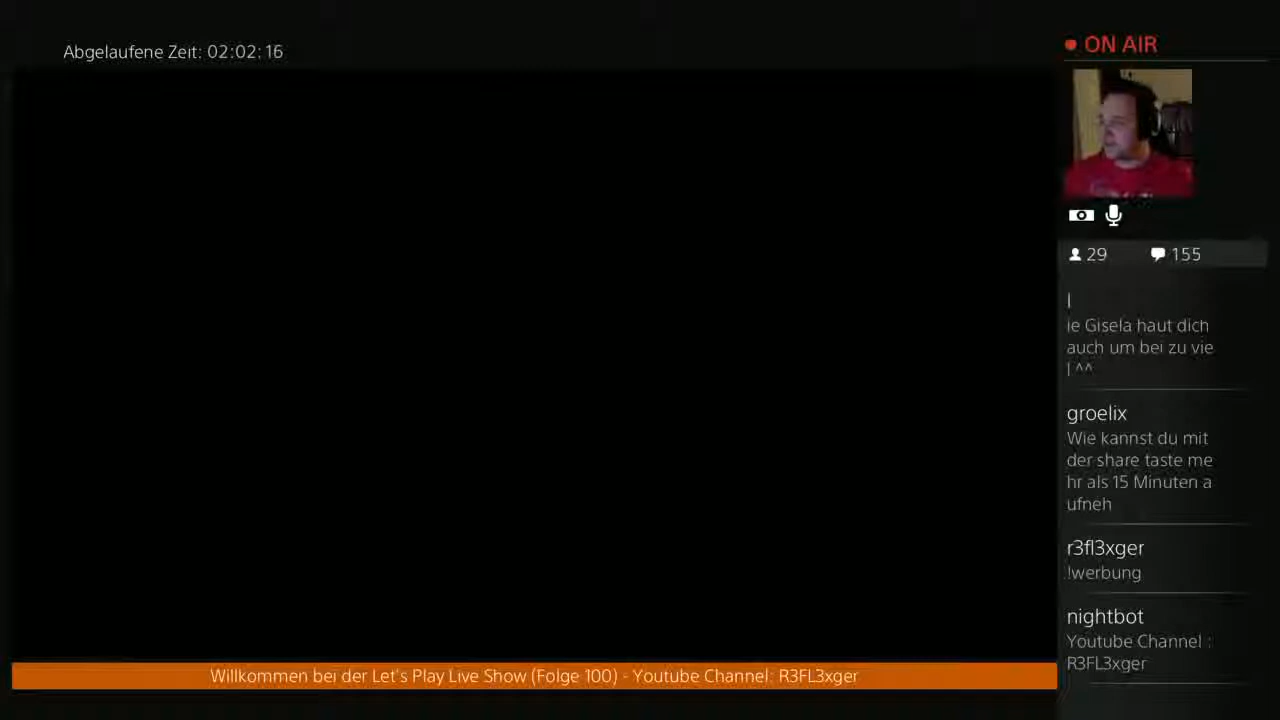 Abgelaufene Zeit: 02:02:16
ON AIR
29 155
l
ie Gisela haut dich
auch um bei zu vie
l ^^
groelix
Wie kannst du mit
der share taste me
hr als 15 Minuten a
ufneh
r3fl3xger
!werbung
nightbot
Youtube Channel :
R3FL3xger
Willkommen bei der Let's Play Live Show (Folge 100) - Youtube Channel: R3FL3xger